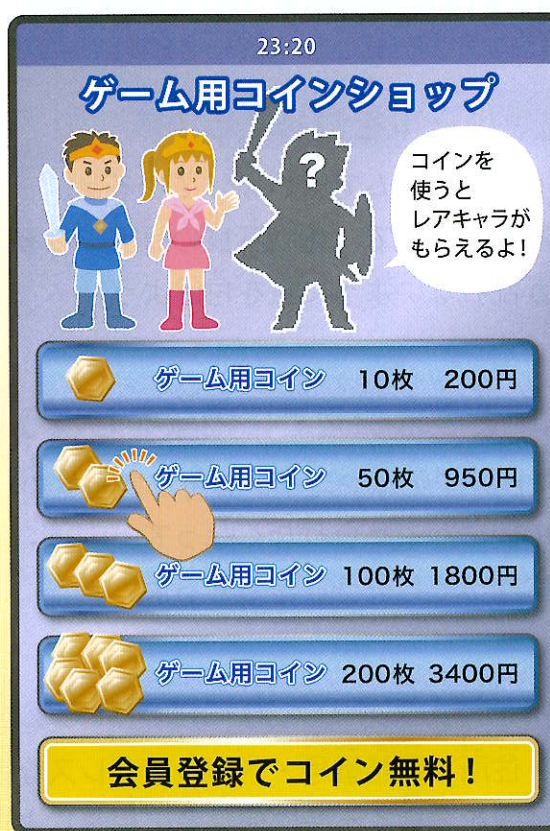 23:20
ゲーム用コインショップ
?
コインを
使うと
レアキャラが
もらえるよ!
ゲーム用コイン 10枚 200円
ゲーム用コイン 50枚 950円
ゲーム用コイン 100枚 1800円
ゲーム用コイン 200枚 3400円
会員登録でコイン無料!